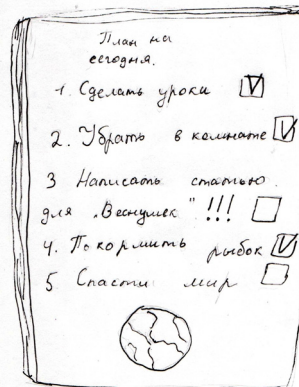 План на
сегодня.
1. Сделать уроки
2. Убрать в комнате
3 Написать статью
для „Веснушек" !!!
4. Покормить рыбок
5 Спасти мир